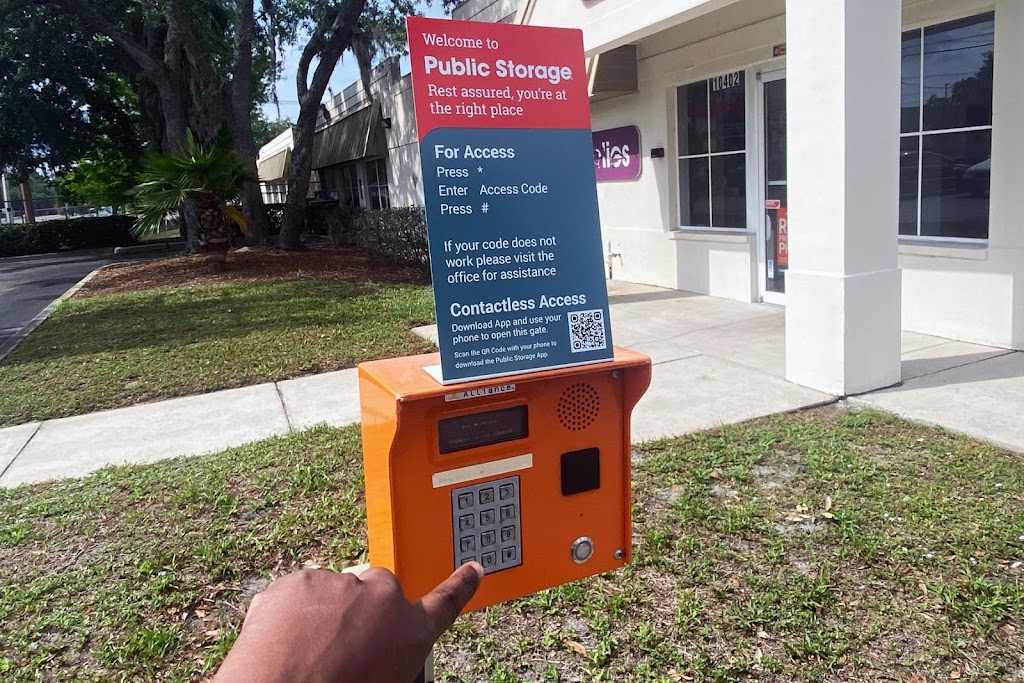 Welcome to
Public Storage
Rest assured, you're at
the right place
For Access
Press *
Enter Access Code
Press #
If your code does not
work please visit the
office for assistance
Contactless Access
Download App and use your
phone to open this gate.
Scan the QR Code with your phone to
download the Public Storage App.
10402
Alliance
1 2 3